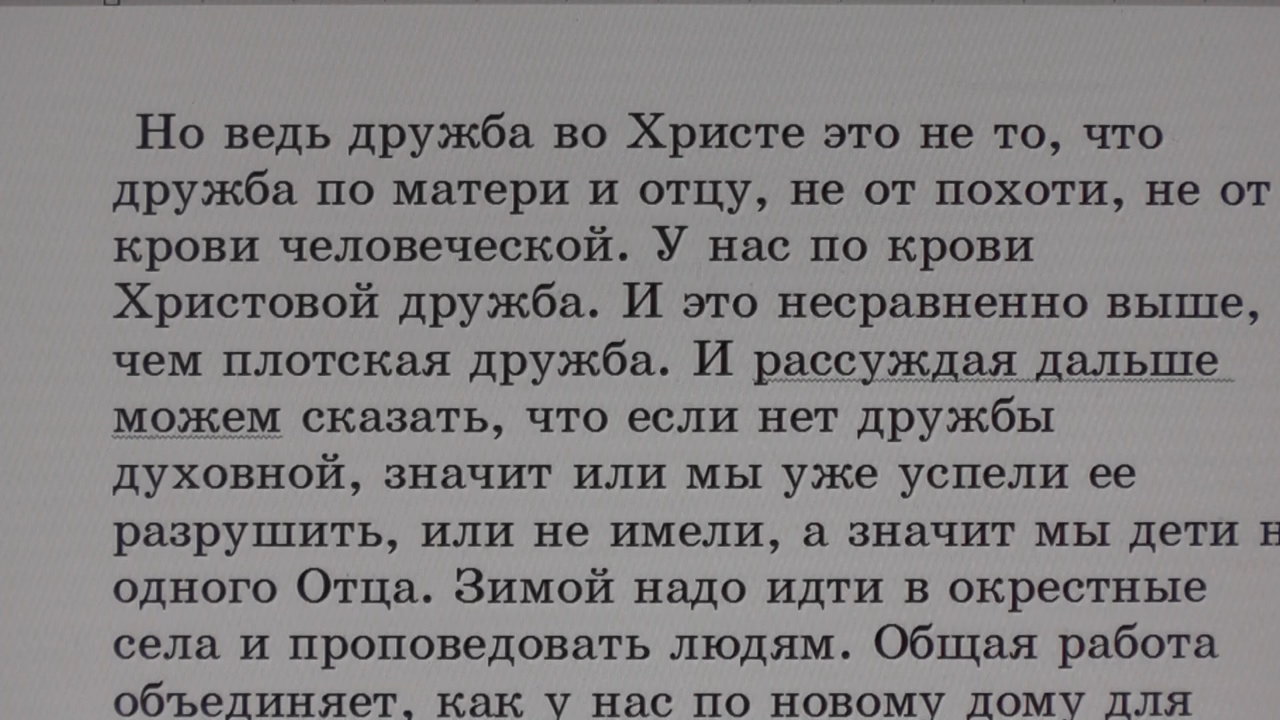 Но ведь дружба во Христе это не то, что
дружба по матери и отцу, не от похоти, не от
крови человеческой. У нас по крови
Христовой дружба. И это несравненно выше,
чем плотская дружба. И рассуждая дальше
можем сказать, что если нет дружбы
духовной, значит или мы уже успели ее
разрушить, или не имели, а значит мы дети
одного Отца. Зимой надо идти в окрестные
села и проповедовать людям. Общая работа
объединяет, как у нас по новому дому для